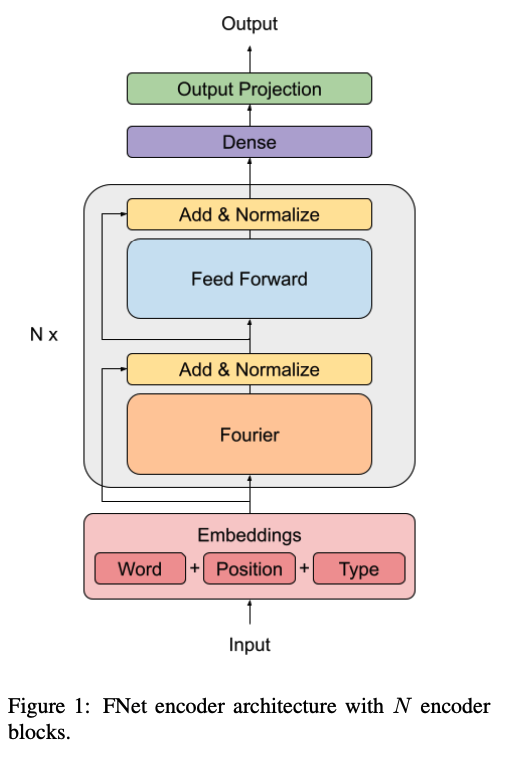 Output
Output Projection
Dense
Add & Normalize
Feed Forward
N x
Add & Normalize
Fourier
Embeddings
Word + Position + Type
Input
Figure 1: FNet encoder architecture with N encoder
blocks.